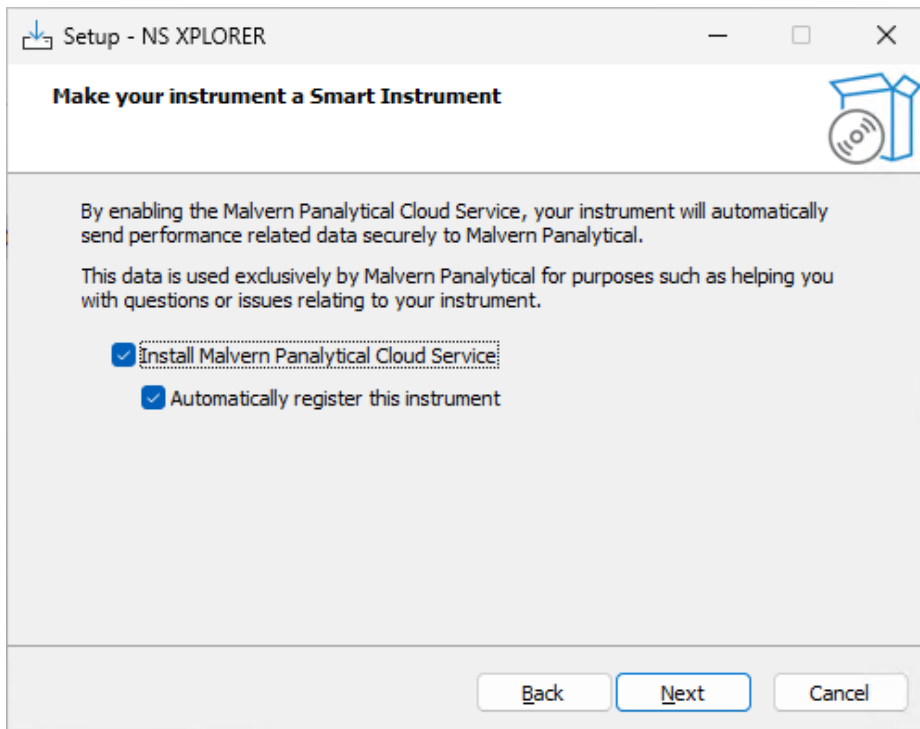 Setup - NS XPLORER
Make your instrument a Smart Instrument
By enabling the Malvern Panalytical Cloud Service, your instrument will automatically
send performance related data securely to Malvern Panalytical.
This data is used exclusively by Malvern Panalytical for purposes such as helping you
with questions or issues relating to your instrument.
Install Malvern Panalytical Cloud Service
Automatically register this instrument
Back Next Cancel